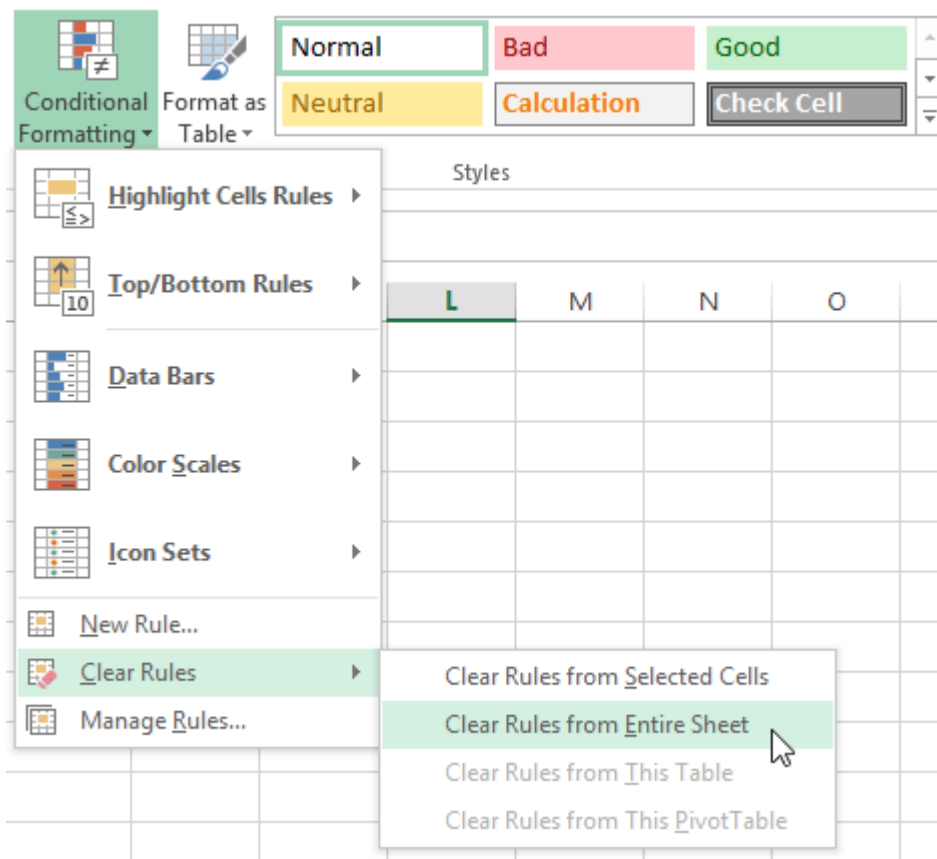 Normal Bad Good
Conditional Format as Neutral Calculation Check Cell
Formatting Table
Styles
≠
Highlight Cells Rules
≤ >
Top/Bottom Rules
10
L M N O
Data Bars
Color Scales
Icon Sets
New Rule...
Clear Rules
Clear Rules from Selected Cells
Manage Rules...
Clear Rules from Entire Sheet
Clear Rules from This Table
Clear Rules from This PivotTable